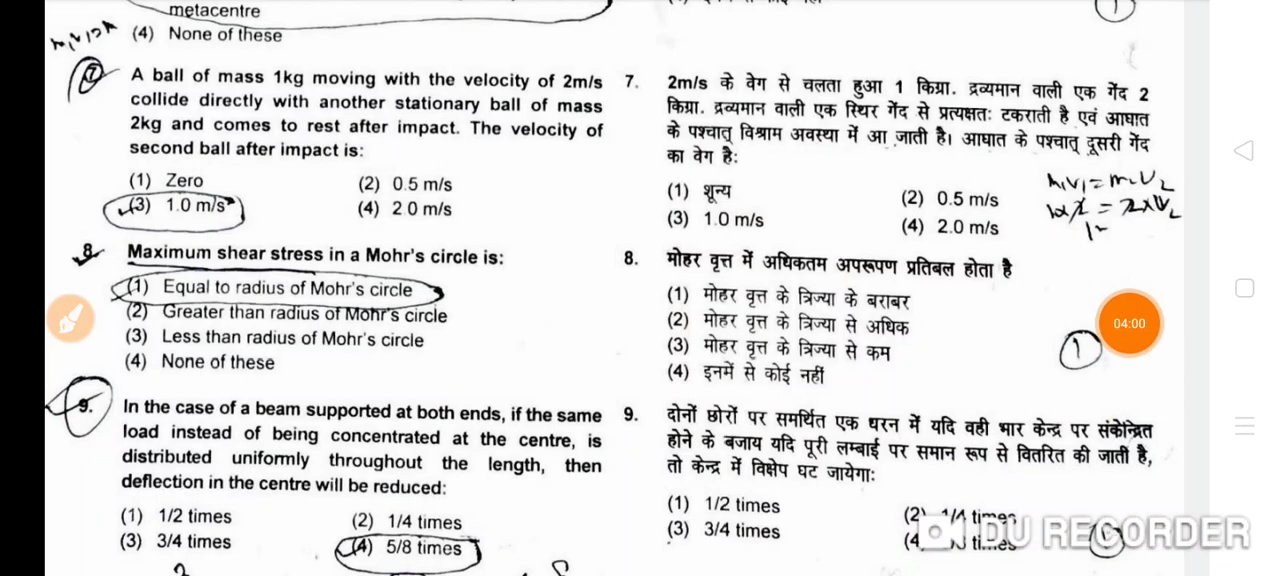 metacentre
(4) None of these
7 A ball of mass 1kg moving with the velocity of 2m/s
collide directly with another stationary ball of mass
2kg and comes to rest after impact. The velocity of
second ball after impact is:
(1) Zero (2) 0.5 m/s
(3) 1.0 m/s (4) 2.0 m/s
8 Maximum shear stress in a Mohr's circle is:
(1) Equal to radius of Mohr's circle
(2) Greater than radius of Mohr's circle
(3) Less than radius of Mohr's circle
(4) None of these
9. In the case of a beam supported at both ends, if the same
load instead of being concentrated at the centre, is
distributed uniformly throughout the length, then
deflection in the centre will be reduced:
(1) 1/2 times (2) 1/4 times
(3) 3/4 times (4) 5/8 times
1
7. 2m/s के वेग से चलता हुआ 1 किग्रा. द्रव्यमान वाली एक गेंद 2
किग्रा. द्रव्यमान वाली एक स्थिर गेंद से प्रत्यक्षतः टकराती है एवं आघात
के पश्चात् विश्राम अवस्था में आ जाती है। आघात के पश्चात् दूसरी गेंद
का वेग है:
(1) शून्य (2) 0.5 m/s
(3) 1.0 m/s (4) 2.0 m/s
8. मोहर वृत्त में अधिकतम अपरूपण प्रतिबल होता है
(1) मोहर वृत्त के त्रिज्या के बराबर
(2) मोहर वृत्त के त्रिज्या से अधिक
(3) मोहर वृत्त के त्रिज्या से कम
(4) इनमें से कोई नहीं
1
04:00
9. दोनों छोरों पर समर्थित एक धरन में यदि वही भार केन्द्र पर संकेन्द्रित
होने के बजाय यदि पूरी लम्बाई पर समान रूप से वितरित की जाती है,
तो केन्द्र में विक्षेप घट जायेगाः
(1) 1/2 times (2) 1/4 times
(3) 3/4 times (4)
DU RECORDER